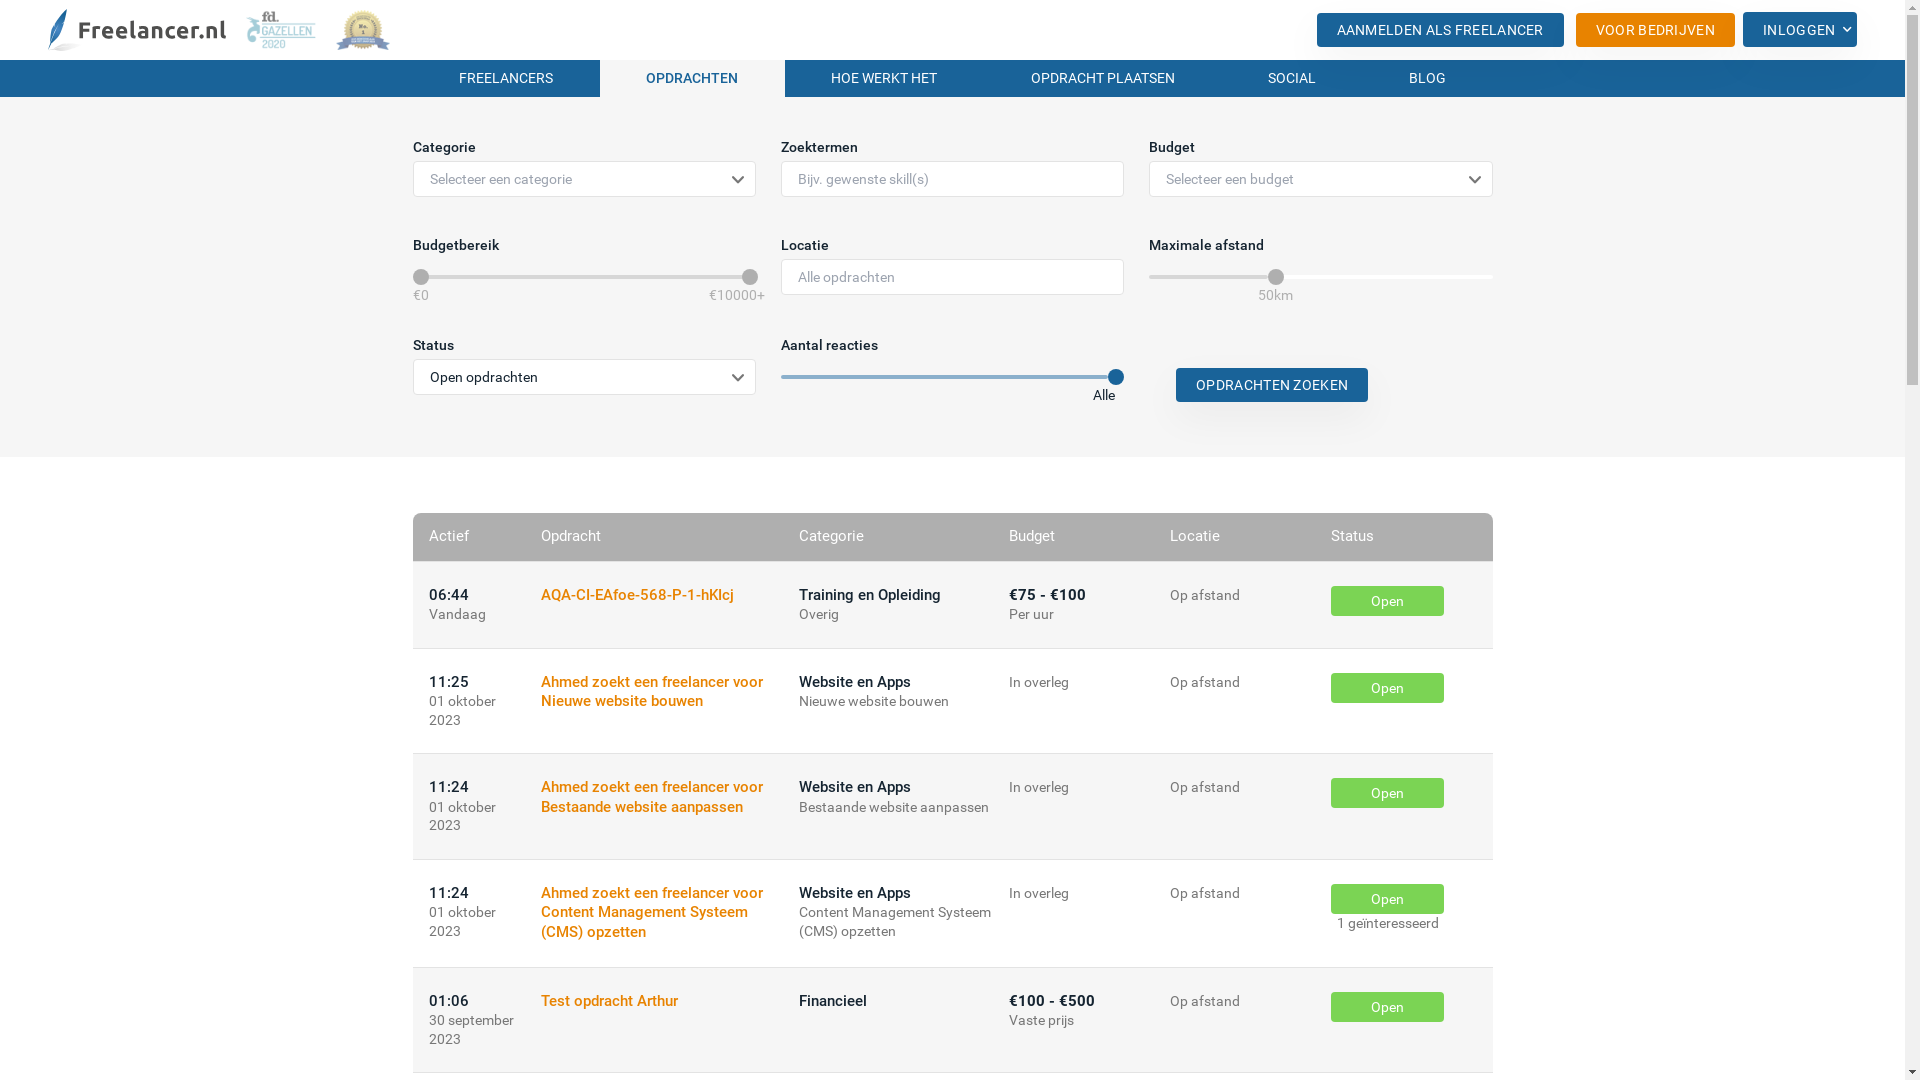 Freelancer.nl
fd.
GAZELLEN
2020
AANMELDEN ALS FREELANCER
VOOR BEDRIJVEN
INLOGGEN
FREELANCERS
OPDRACHTEN
HOE WERKT HET
OPDRACHT PLAATSEN
SOCIAL
BLOG
Categorie
Zoektermen
Budget
Selecteer een categorie
Bijv. gewenste skill(s)
Selecteer een budget
Budgetbereik
Locatie
Maximale afstand
Alle opdrachten
€0
€10000+
50km
Status
Aantal reacties
Open opdrachten
Alle
OPDRACHTEN ZOEKEN
Actief
Opdracht
Categorie
Budget
Locatie
Status
06:44
Vandaag
AQA-CI-EAfoe-568-P-1-hKIcj
Training en Opleiding
Overig
€75 - €100
Per uur
Op afstand
Open
11:25
01 oktober
2023
Ahmed zoekt een freelancer voor
Nieuwe website bouwen
Website en Apps
Nieuwe website bouwen
In overleg
Op afstand
Open
11:24
01 oktober
2023
Ahmed zoekt een freelancer voor
Bestaande website aanpassen
Website en Apps
Bestaande website aanpassen
In overleg
Op afstand
Open
11:24
01 oktober
2023
Ahmed zoekt een freelancer voor
Content Management Systeem
(CMS) opzetten
Website en Apps
Content Management Systeem
(CMS) opzetten
In overleg
Op afstand
Open
1 geïnteresseerd
01:06
30 september
2023
Test opdracht Arthur
Financieel
€100 - €500
Vaste prijs
Op afstand
Open